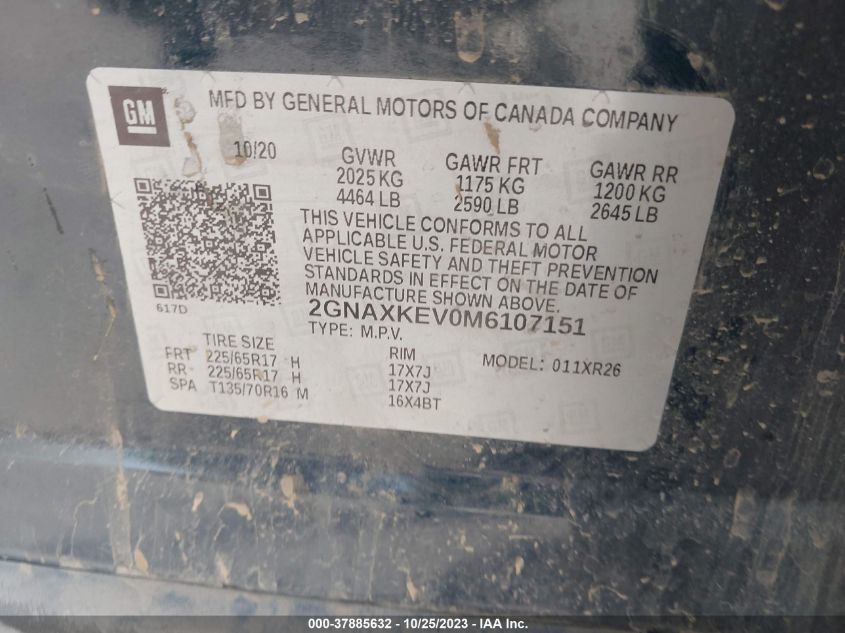 GM
MFD BY GENERAL MOTORS OF CANADA COMPANY
10/20
GVWR
2025 KG
4464 LB
GAWR FRT
1175 KG
2590 LB
GAWR RR
1200 KG
2645 LB
THIS VEHICLE CONFORMS TO ALL
APPLICABLE U.S. FEDERAL MOTOR
VEHICLE SAFETY AND THEFT PREVENTION
STANDARDS IN EFFECT ON THE DATE OF
MANUFACTURE SHOWN ABOVE.
617D
2GNAXKEV0M6107151
TYPE: M.P.V.
MODEL: 011XR26
TIRE SIZE
RIM
FRT 225/65R17 H 17X7J
RR 225/65R17 H 17X7J
SPA T135/70R16 M 16X4BT
000-37885632 - 10/25/2023 - IAA Inc.